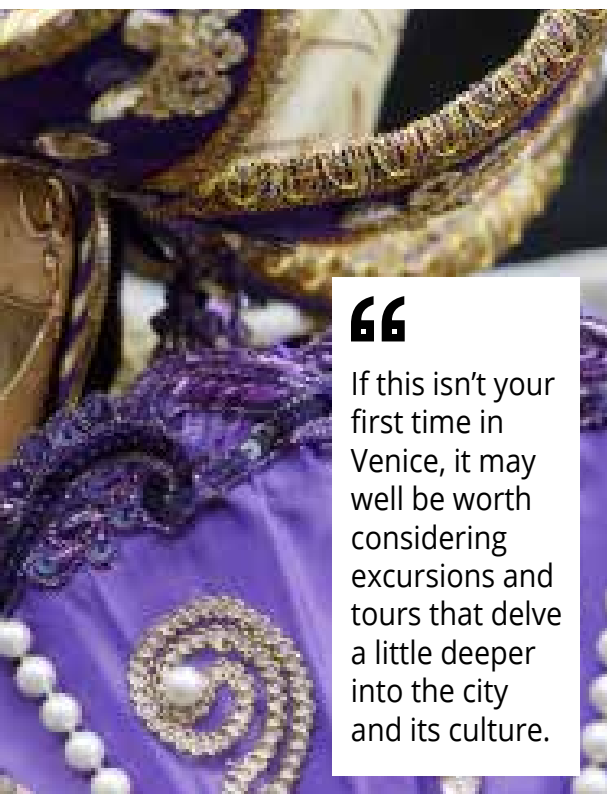 “
If this isn’t your
first time in
Venice, it may
well be worth
considering
excursions and
tours that delve
a little deeper
into the city
and its culture.